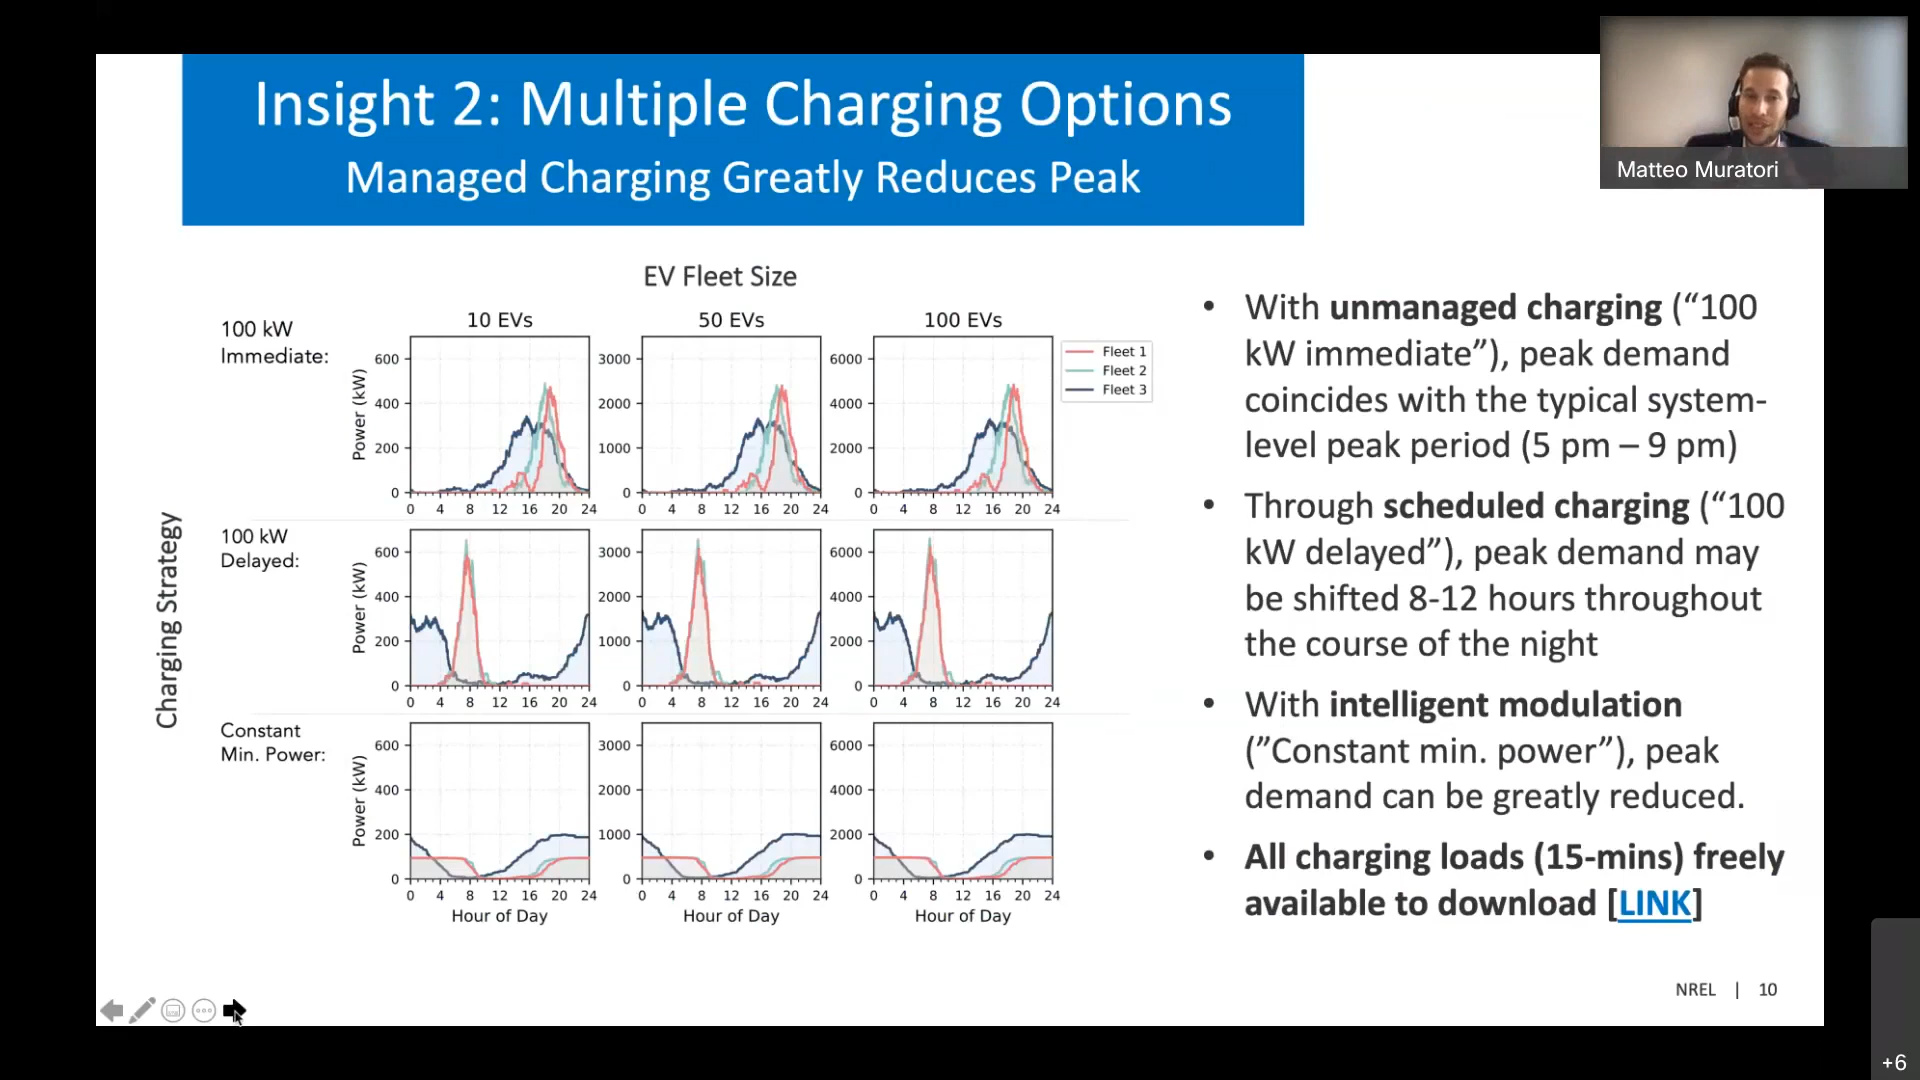 Insight 2: Multiple Charging Options
Managed Charging Greatly Reduces Peak
Matteo Muratori
EV Fleet Size
Charging Strategy
10 EVs
50 EVs
100 EVs
100 kW
Immediate:
Power (kW)
600
400
200
0
0 4 8 12 16 20 24
3000
2000
1000
0
0 4 8 12 16 20 24
6000
4000
2000
0
0 4 8 12 16 20 24
Fleet 1
Fleet 2
Fleet 3
100 kW
Delayed:
Power (kW)
600
400
200
0
0 4 8 12 16 20 24
3000
2000
1000
0
0 4 8 12 16 20 24
6000
4000
2000
0
0 4 8 12 16 20 24
Constant
Min. Power:
Power (kW)
600
400
200
0
0 4 8 12 16 20 24
Hour of Day
3000
2000
1000
0
0 4 8 12 16 20 24
Hour of Day
6000
4000
2000
0
0 4 8 12 16 20 24
Hour of Day
• With unmanaged charging (“100
kW immediate”), peak demand
coincides with the typical system-
level peak period (5 pm – 9 pm)
• Through scheduled charging (“100
kW delayed”), peak demand may
be shifted 8-12 hours throughout
the course of the night
• With intelligent modulation
(”Constant min. power”), peak
demand can be greatly reduced.
• All charging loads (15-mins) freely
available to download [LINK]
NREL | 10
+6